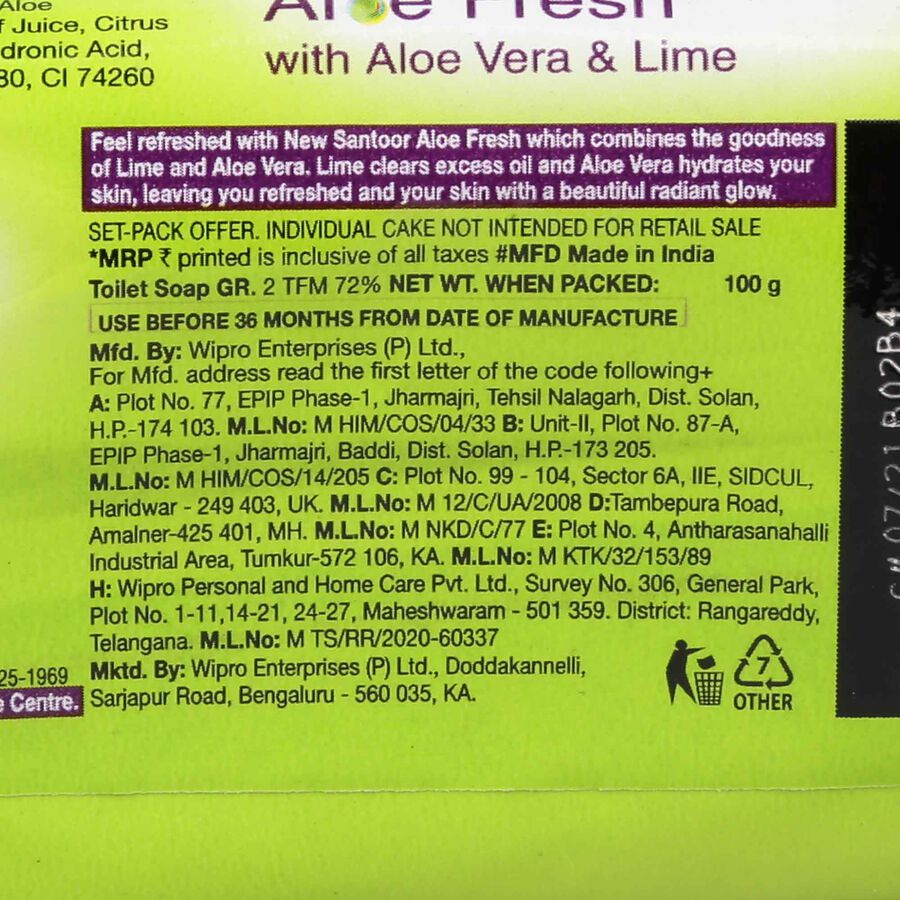 Aloe
f Juice, Citrus
dronic Acid,
80, CI 74260
Aloe Fresh
with Aloe Vera & Lime
Feel refreshed with New Santoor Aloe Fresh which combines the goodness
of Lime and Aloe Vera. Lime clears excess oil and Aloe Vera hydrates your
skin, leaving you refreshed and your skin with a beautiful radiant glow.
SET-PACK OFFER. INDIVIDUAL CAKE NOT INTENDED FOR RETAIL SALE
*MRP ₹ printed is inclusive of all taxes #MFD Made in India
Toilet Soap GR. 2 TFM 72% NET WT. WHEN PACKED: 100 g
USE BEFORE 36 MONTHS FROM DATE OF MANUFACTURE
Mfd. By: Wipro Enterprises (P) Ltd.,
For Mfd. address read the first letter of the code following+
A: Plot No. 77, EPIP Phase-1, Jharmajri, Tehsil Nalagarh, Dist. Solan,
H.P.-174 103. M.L.No: M HIM/COS/04/33 B: Unit-II, Plot No. 87-A,
EPIP Phase-1, Jharmajri, Baddi, Dist. Solan, H.P.-173 205.
M.L.No: M HIM/COS/14/205 C: Plot No. 99 - 104, Sector 6A, IIE, SIDCUL,
Haridwar - 249 403, UK. M.L.No: M 12/C/UA/2008 D:Tambepura Road,
Amalner-425 401, MH. M.L.No: M NKD/C/77 E: Plot No. 4, Antharasanahalli
Industrial Area, Tumkur-572 106, KA. M.L.No: M KTK/32/153/89
H: Wipro Personal and Home Care Pvt. Ltd., Survey No. 306, General Park,
Plot No. 1-11,14-21, 24-27, Maheshwaram - 501 359. District: Rangareddy,
Telangana. M.L.No: M TS/RR/2020-60337
Mktd. By: Wipro Enterprises (P) Ltd., Doddakannelli,
Sarjapur Road, Bengaluru - 560 035, KA.
25-1969
e Centre.
7
OTHER
07/21 B02B4